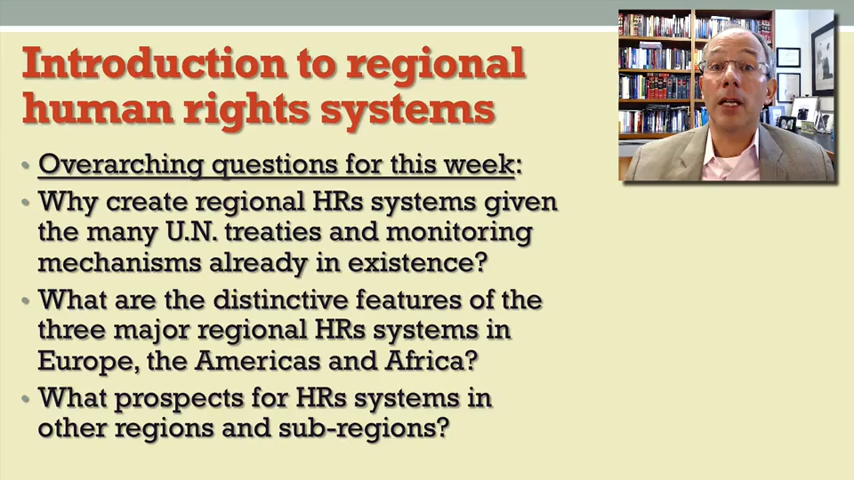 Introduction to regional
human rights systems
• Overarching questions for this week:
• Why create regional HRs systems given
the many U.N. treaties and monitoring
mechanisms already in existence?
• What are the distinctive features of the
three major regional HRs systems in
Europe, the Americas and Africa?
• What prospects for HRs systems in
other regions and sub-regions?